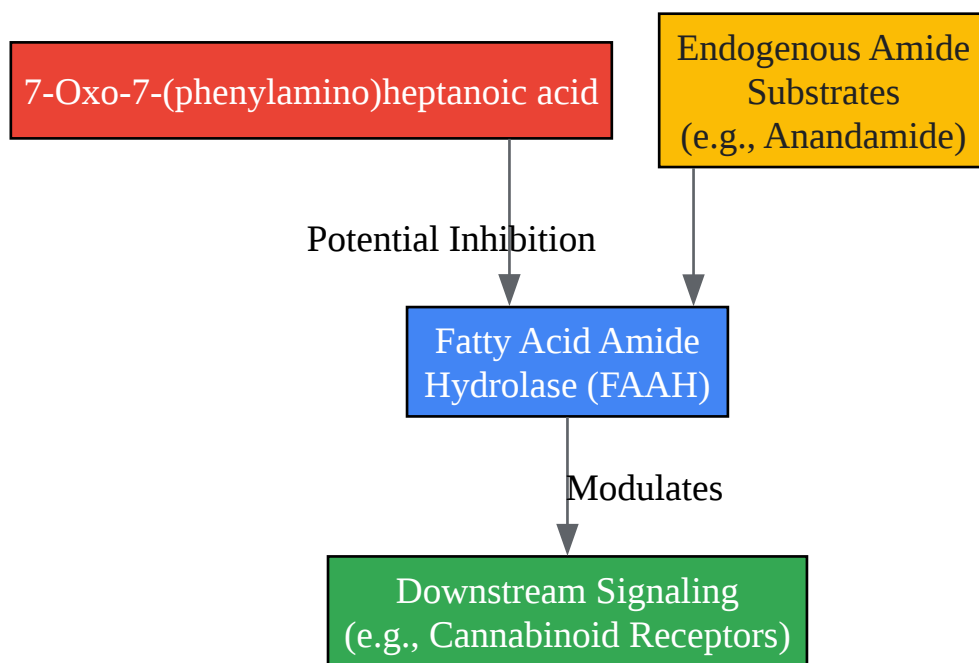 7-Oxo-7-(phenylamino)heptanoic acid
Endogenous Amide
Substrates
(e.g., Anandamide)
Potential Inhibition
Fatty Acid Amide
Hydrolase (FAAH)
Modulates
Downstream Signaling
(e.g., Cannabinoid Receptors)